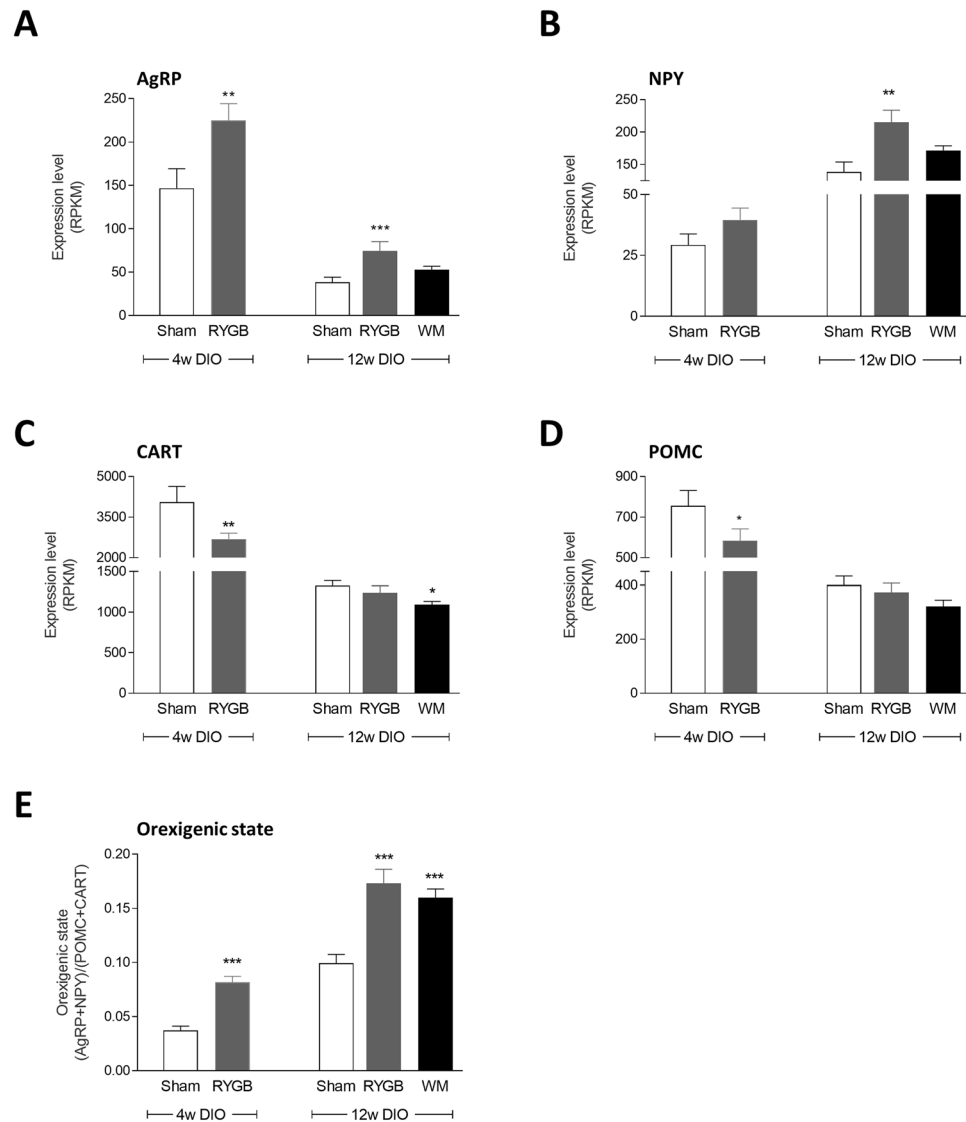 A
AgRP
Expression level
(RPKM)
250
200
150
100
50
0
**
***
Sham RYGB Sham RYGB WM
4w DIO 12w DIO
B
NPY
Expression level
(RPKM)
250
200
150
50
25
0
**
Sham RYGB Sham RYGB WM
4w DIO 12w DIO
C
CART
Expression level
(RPKM)
5000
3500
2000
1500
1000
500
0
**
*
Sham RYGB Sham RYGB WM
4w DIO 12w DIO
D
POMC
Expression level
(RPKM)
900
700
500
400
200
0
*
Sham RYGB Sham RYGB WM
4w DIO 12w DIO
E
Orexigenic state
Orexigenic state
(AgRP+NPY)/(POMC+CART)
0.20
0.15
0.10
0.05
0.00
***
***
***
Sham RYGB Sham RYGB WM
4w DIO 12w DIO